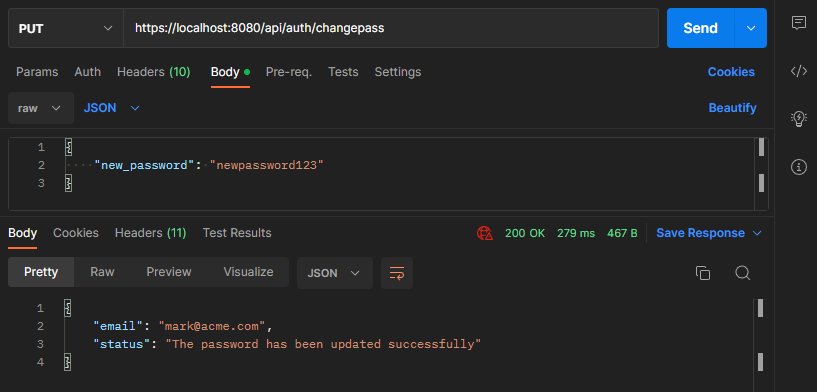 PUT https://localhost:8080/api/auth/changepass Send
Params Auth Headers (10) Body Pre-req. Tests Settings Cookies
raw JSON Beautify
1 {
2 ····"new_password":·"newpassword123"
3 }
Body Cookies Headers (11) Test Results 200 OK 279 ms 467 B Save Response
Pretty Raw Preview Visualize JSON
1 {
2 "email": "mark@acme.com",
3 "status": "The password has been updated successfully"
4 }